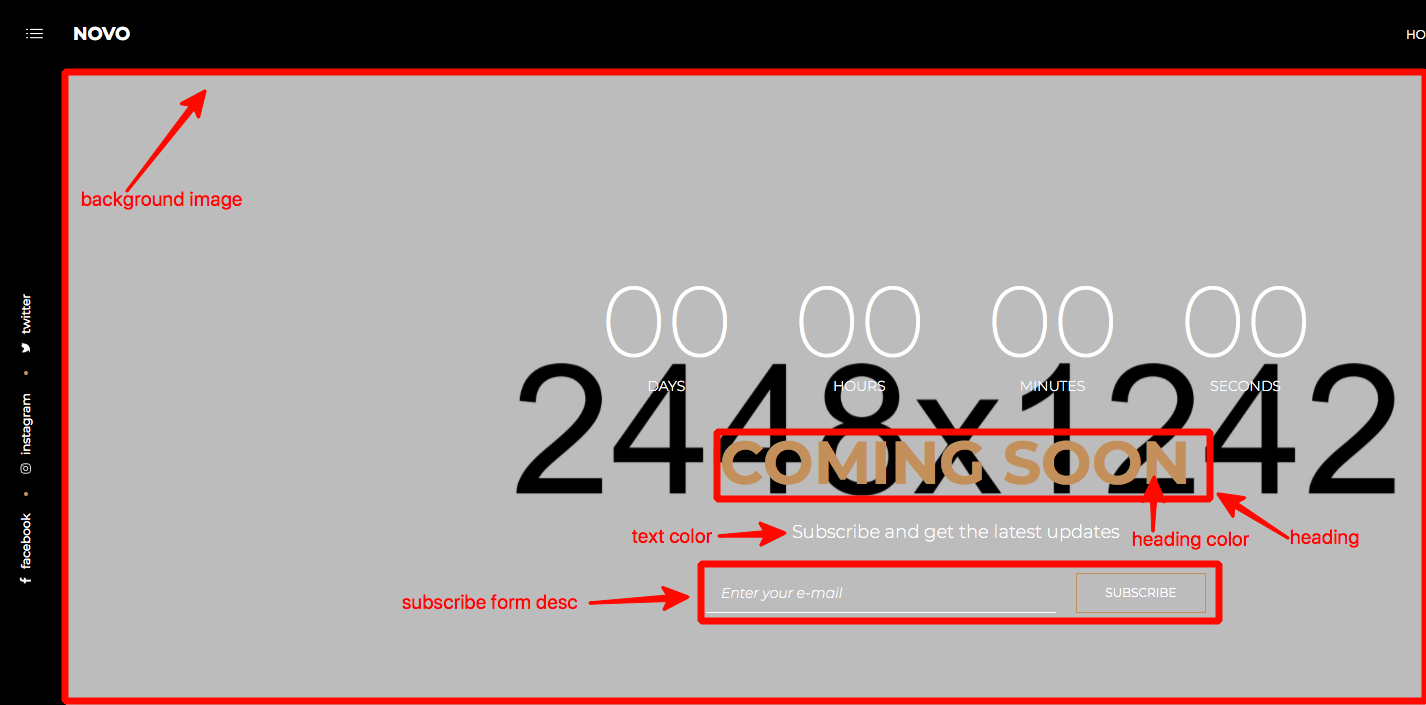 NOVO
HO
background image
twitter
instagram
facebook
00 00 00 00
DAYS HOURS MINUTES SECONDS
2448x1242
COMING SOON
text color
Subscribe and get the latest updates
heading color
heading
subscribe form desc
Enter your e-mail
SUBSCRIBE